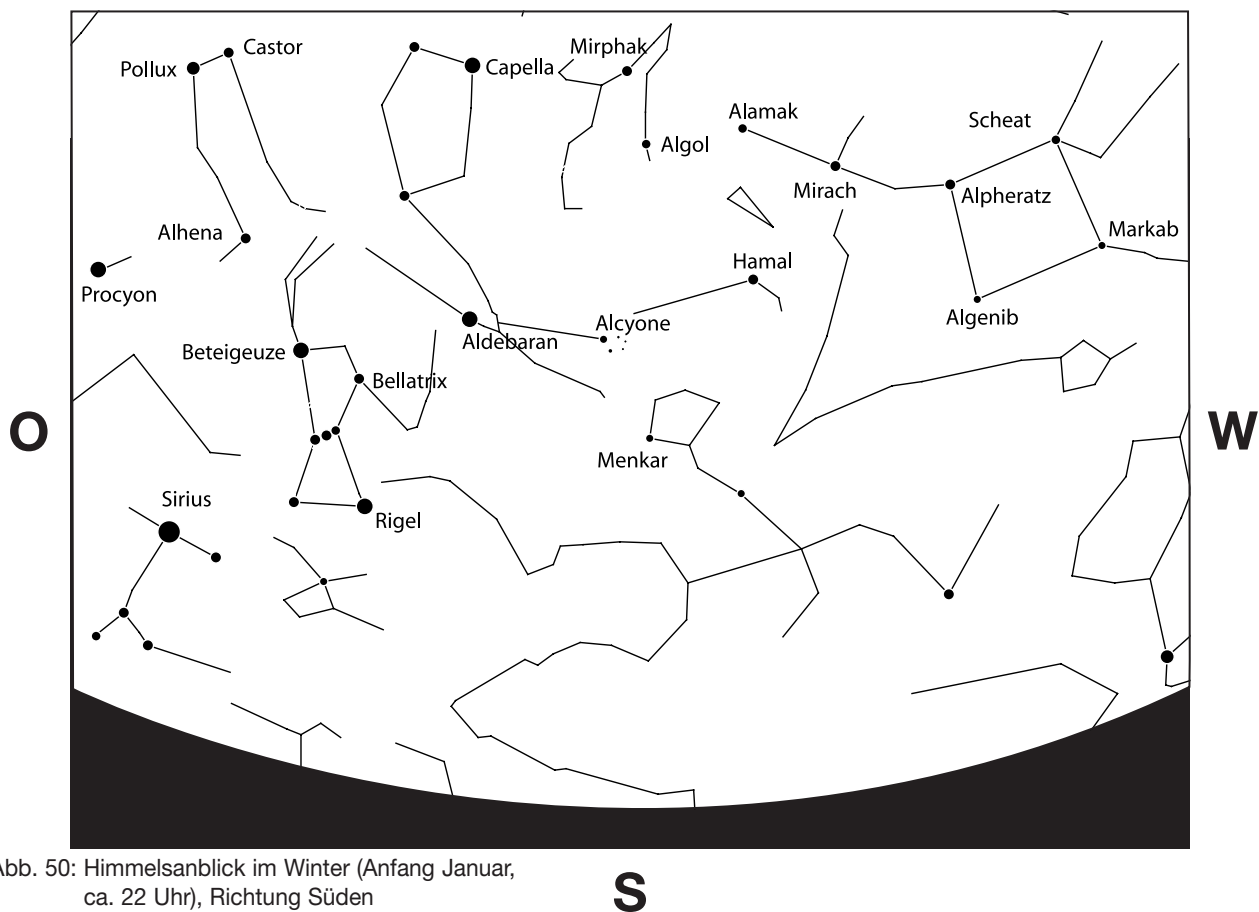 Castor
Mirphak
Pollux
Capella
Alamak
Scheat
Algol
Mirach
Alpheratz
Alhena
Markab
Hamal
Procyon
Algenib
Alcyone
Aldebaran
Beteigeuze
Bellatrix
O
W
Menkar
Sirius
Rigel
Abb. 50: Himmelsanblick im Winter (Anfang Januar,
ca. 22 Uhr), Richtung Süden
S